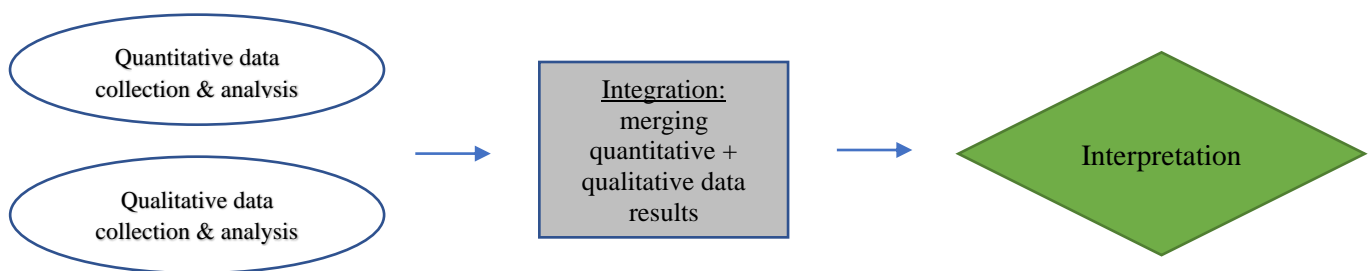 Quantitative data
collection & analysis
Qualitative data
collection & analysis
Integration:
merging
quantitative +
qualitative data
results
Interpretation